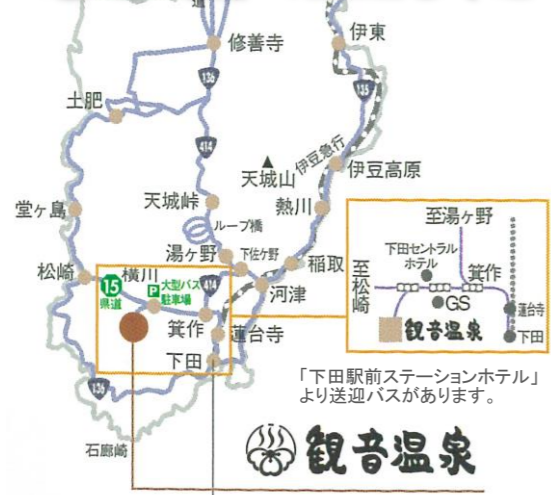 道
修善寺
伊東
136
135
土肥
414
伊豆急行
天城山
伊豆高原
天城峠
熱川
堂ヶ島
ループ橋
至湯ヶ野
湯ヶ野
下佐ケ野
稲取
下田セントラル
ホテル
箕作
松崎
横川
15
県道
P
大型バス
駐車場
414
河津
至松崎
GS
蓮台寺
下田
観音温泉
箕作
蓮台寺
下田
136
「下田駅前ステーションホテル」
より送迎バスがあります。
石廊崎
観音温泉